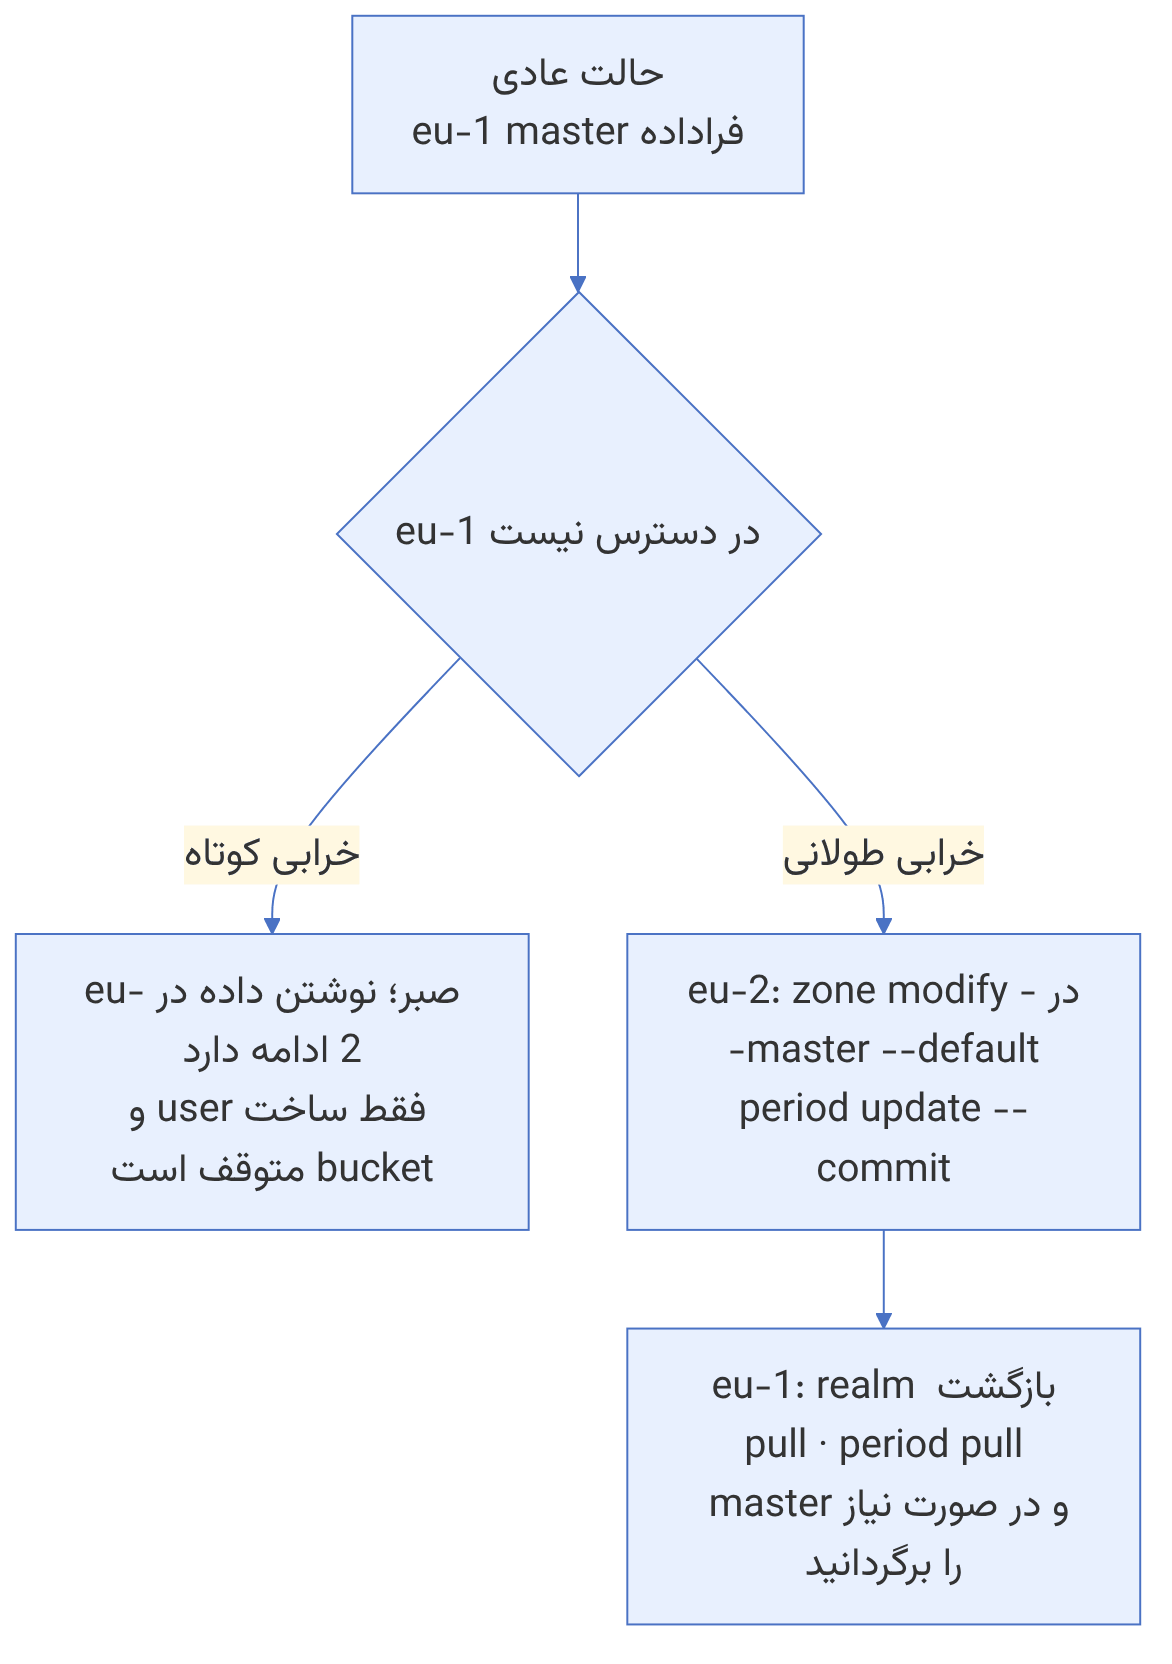 حالت عادی
eu-1 master فراداده
eu-1 در دسترس نیست
خرابی کوتاه
خرابی طولانی
صبر؛ نوشتن داده در eu-
2 ادامه دارد
فقط ساخت user و
bucket متوقف است
در eu-2: zone modify -
-master --default
period update --
commit
بازگشت eu-1: realm
pull · period pull
و در صورت نیاز master
را برگردانید